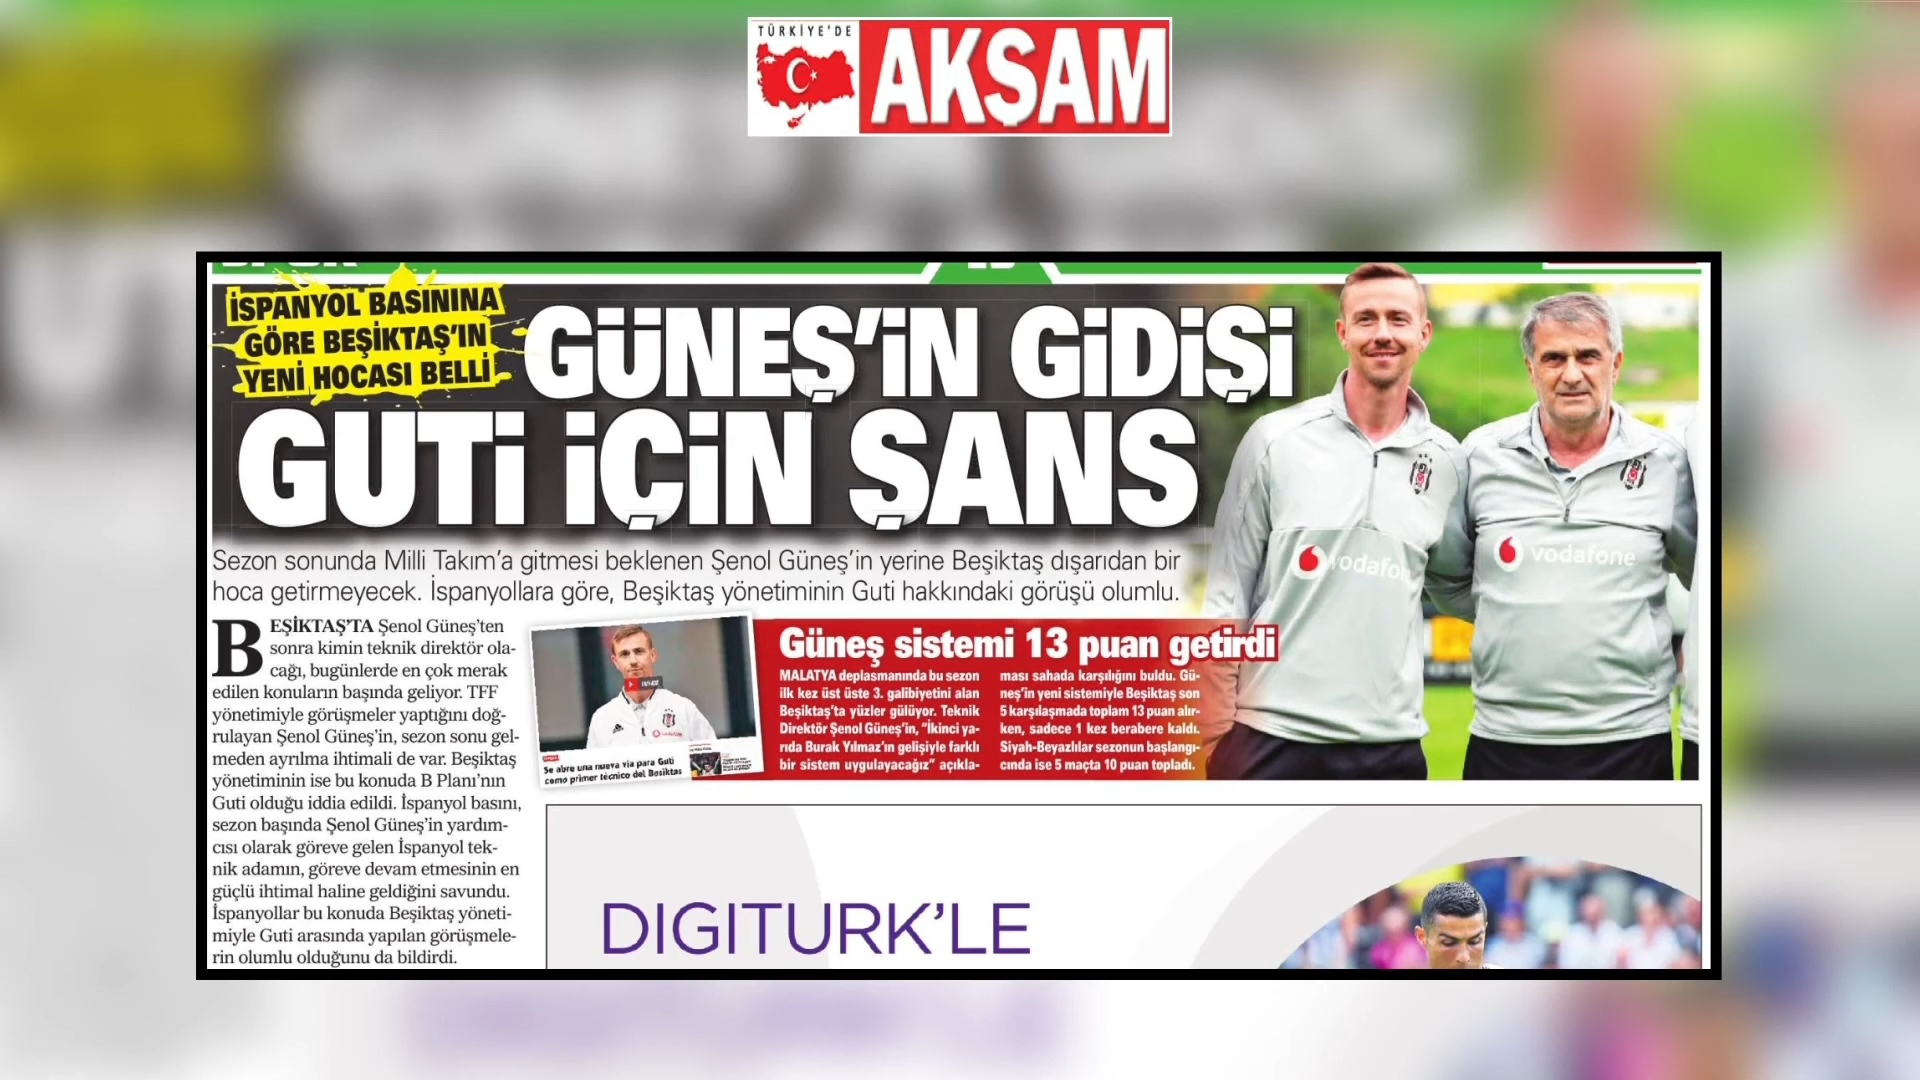 TÜRKİYE'DE
AKŞAM
İSPANYOL BASININA
GÖRE BEŞİKTAŞ'IN
YENİ HOCASI BELLİ
GÜNEŞ'İN GİDİŞİ
GUTİ İÇİN ŞANS
Sezon sonunda Milli Takım'a gitmesi beklenen Şenol Güneş'in yerine Beşiktaş dışarıdan bir
hoca getirmeyecek. İspanyollara göre, Beşiktaş yönetiminin Guti hakkındaki görüşü olumlu.
BEŞİKTAŞ'TA Şenol Güneş'ten
sonra kimin teknik direktör ola-
cağı, bugünlerde en çok merak
edilen konuların başında geliyor. TFF
yönetimiyle görüşmeler yaptığını doğ-
rulayan Şenol Güneş'in, sezon sonu gel-
meden ayrılma ihtimali de var. Beşiktaş
yönetiminin ise bu konuda B Planı'nın
Guti olduğu iddia edildi. İspanyol basını,
sezon başında Şenol Güneş'in yardım-
cısı olarak göreve gelen İspanyol tek-
nik adamın, göreve devam etmesinin en
güçlü ihtimal haline geldiğini savundu.
İspanyollar bu konuda Beşiktaş yöneti-
miyle Guti arasında yapılan görüşmele-
rin olumlu olduğunu da bildirdi.
Se abre una nueva vía para Guti
como primer técnico del Besiktas
Güneş sistemi 13 puan getirdi
MALATYA deplasmanında bu sezon
ilk kez üst üste 3. galibiyetini alan
Beşiktaş'ta yüzler gülüyor. Teknik
Direktör Şenol Güneş'in, "İkinci ya-
rıda Burak Yılmaz'ın gelişiyle farklı
bir sistem uygulayacağız" açıkla-
ması sahada karşılığını buldu. Gü-
neş'in yeni sistemiyle Beşiktaş son
5 karşılaşmada toplam 13 puan alır-
ken, sadece 1 kez berabere kaldı.
Siyah-Beyazlılar sezonun başlangı-
cında ise 5 maçta 10 puan topladı.
vodafone
vodafone
DIGITURK'LE